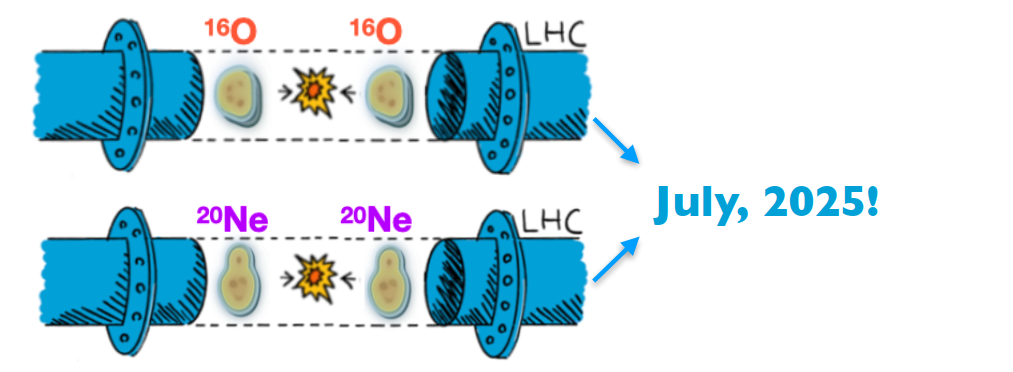 ¹⁶O ¹⁶O LHC
July, 2025!
²⁰Ne ²⁰Ne LHC